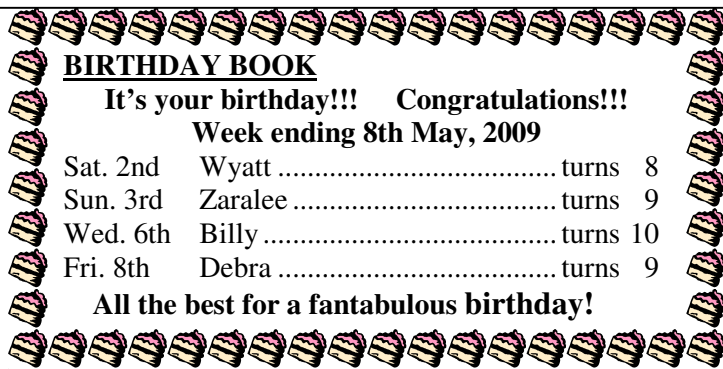 BIRTHDAY BOOK
It's your birthday!!! Congratulations!!!
Week ending 8th May, 2009
Sat. 2nd Wyatt .................................... turns 8
Sun. 3rd Zaralee .................................. turns 9
Wed. 6th Billy ...................................... turns 10
Fri. 8th Debra .................................... turns 9
All the best for a fantabulous birthday!